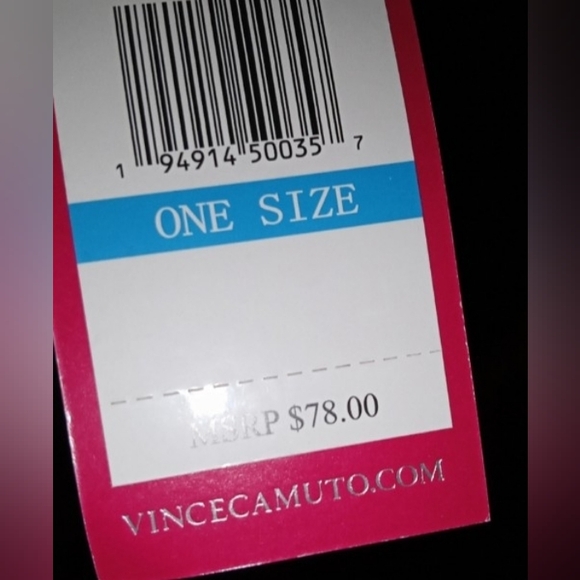 1 94914 50035 7
ONE SIZE
MSRP $78.00
VINCECAMUTO.COM